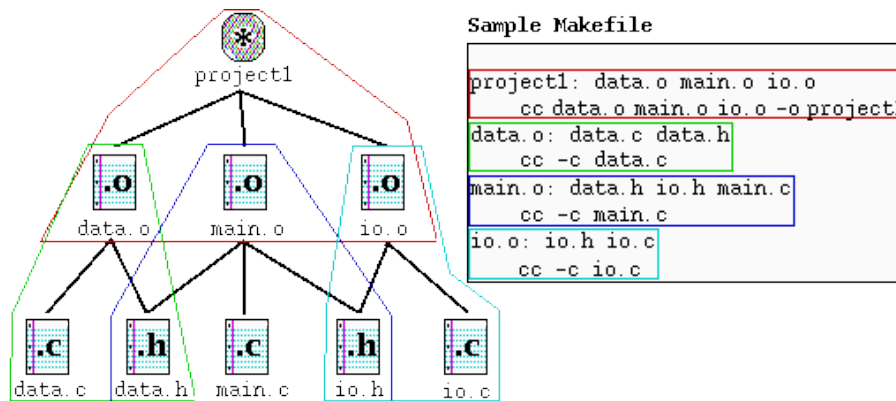 Sample Makefile
*
project1
project1: data.o main.o io.o
cc data.o main.o io.o -o project1
data.o: data.c data.h
cc -c data.c
main.o: data.h io.h main.c
cc -c main.c
io.o: io.h io.c
cc -c io.c
.o .o .o
data.o main.o io.o
.c .h .c .h .c
data.c data.h main.c io.h io.c